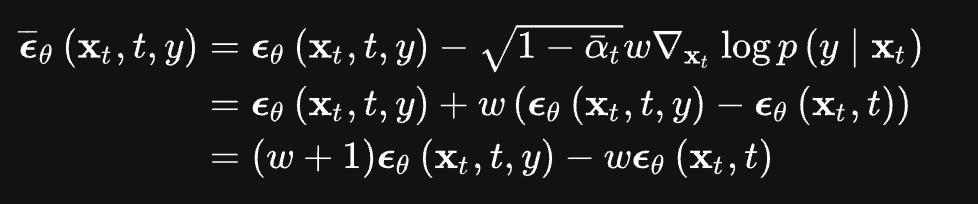 ϵ̅_θ (x_t, t, y) = ϵ_θ (x_t, t, y) − √(1 − ᾱ_t) w∇_{x_t} log p (y | x_t)
= ϵ_θ (x_t, t, y) + w (ϵ_θ (x_t, t, y) − ϵ_θ (x_t, t))
= (w + 1)ϵ_θ (x_t, t, y) − wϵ_θ (x_t, t)